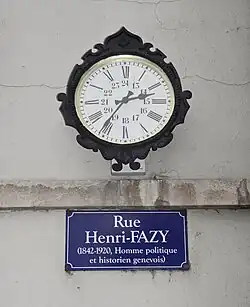 Rue
Henri-FAZY
(1842-1920, Homme politique
et historien genevois)